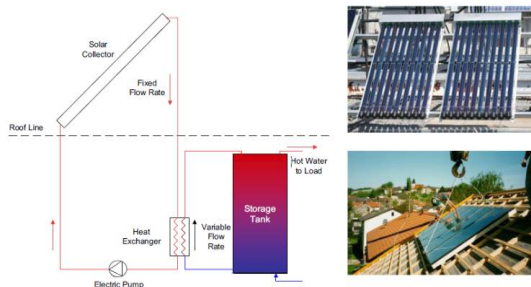 Solar
Collector
Fixed
Flow Rate
Roof Line
Hot Water
to Load
Storage
Tank
Heat
Exchanger
Variable
Flow
Rate
Electric Pump